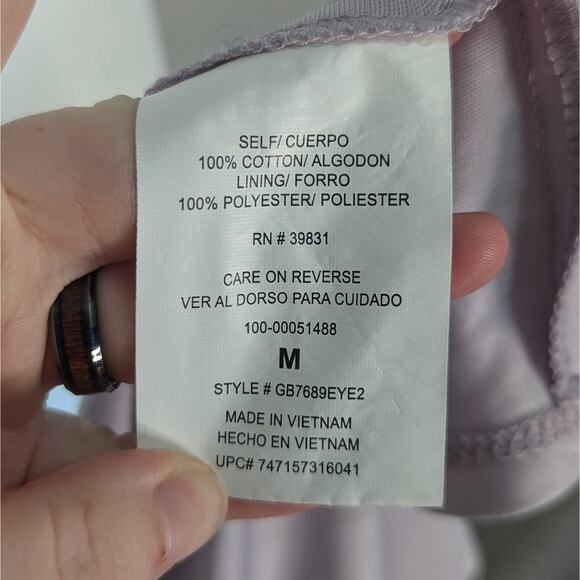 SELF/ CUERPO
100% COTTON/ ALGODON
LINING/ FORRO
100% POLYESTER/ POLIESTER
RN # 39831
CARE ON REVERSE
VER AL DORSO PARA CUIDADO
100-00051488
M
STYLE # GB7689EYE2
MADE IN VIETNAM
HECHO EN VIETNAM
UPC# 747157316041